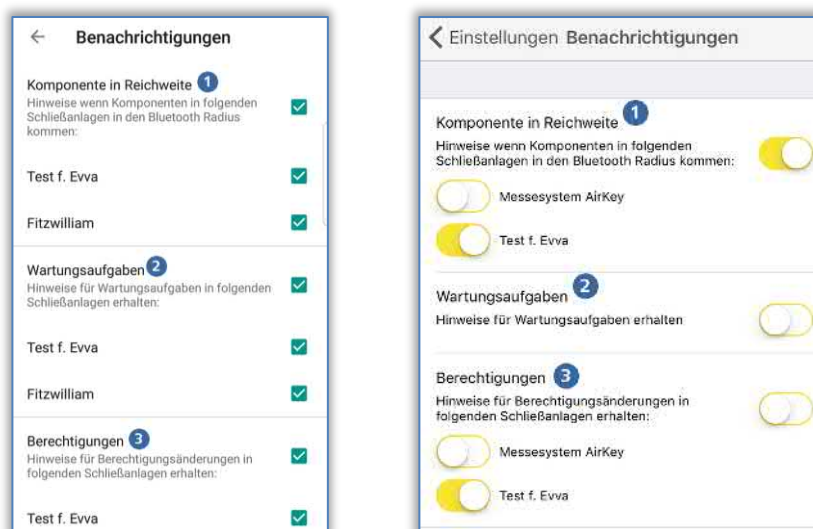 Benachrichtigungen
Komponente in Reichweite 1
Hinweise wenn Komponenten in folgenden
Schließanlagen in den Bluetooth Radius
kommen:
Test f. Evva
Fitzwilliam
Wartungsaufgaben 2
Hinweise für Wartungsaufgaben in folgenden
Schließanlagen erhalten:
Test f. Evva
Fitzwilliam
Berechtigungen 3
Hinweise für Berechtigungsänderungen in
folgenden Schließanlagen erhalten:
Test f. Evva
Einstellungen Benachrichtigungen
Komponente in Reichweite 1
Hinweise wenn Komponenten in folgenden
Schließanlagen in den Bluetooth Radius kommen:
Messesystem AirKey
Test f. Evva
Wartungsaufgaben 2
Hinweise für Wartungsaufgaben erhalten
Berechtigungen 3
Hinweise für Berechtigungsänderungen in
folgenden Schließanlagen erhalten:
Messesystem AirKey
Test f. Evva